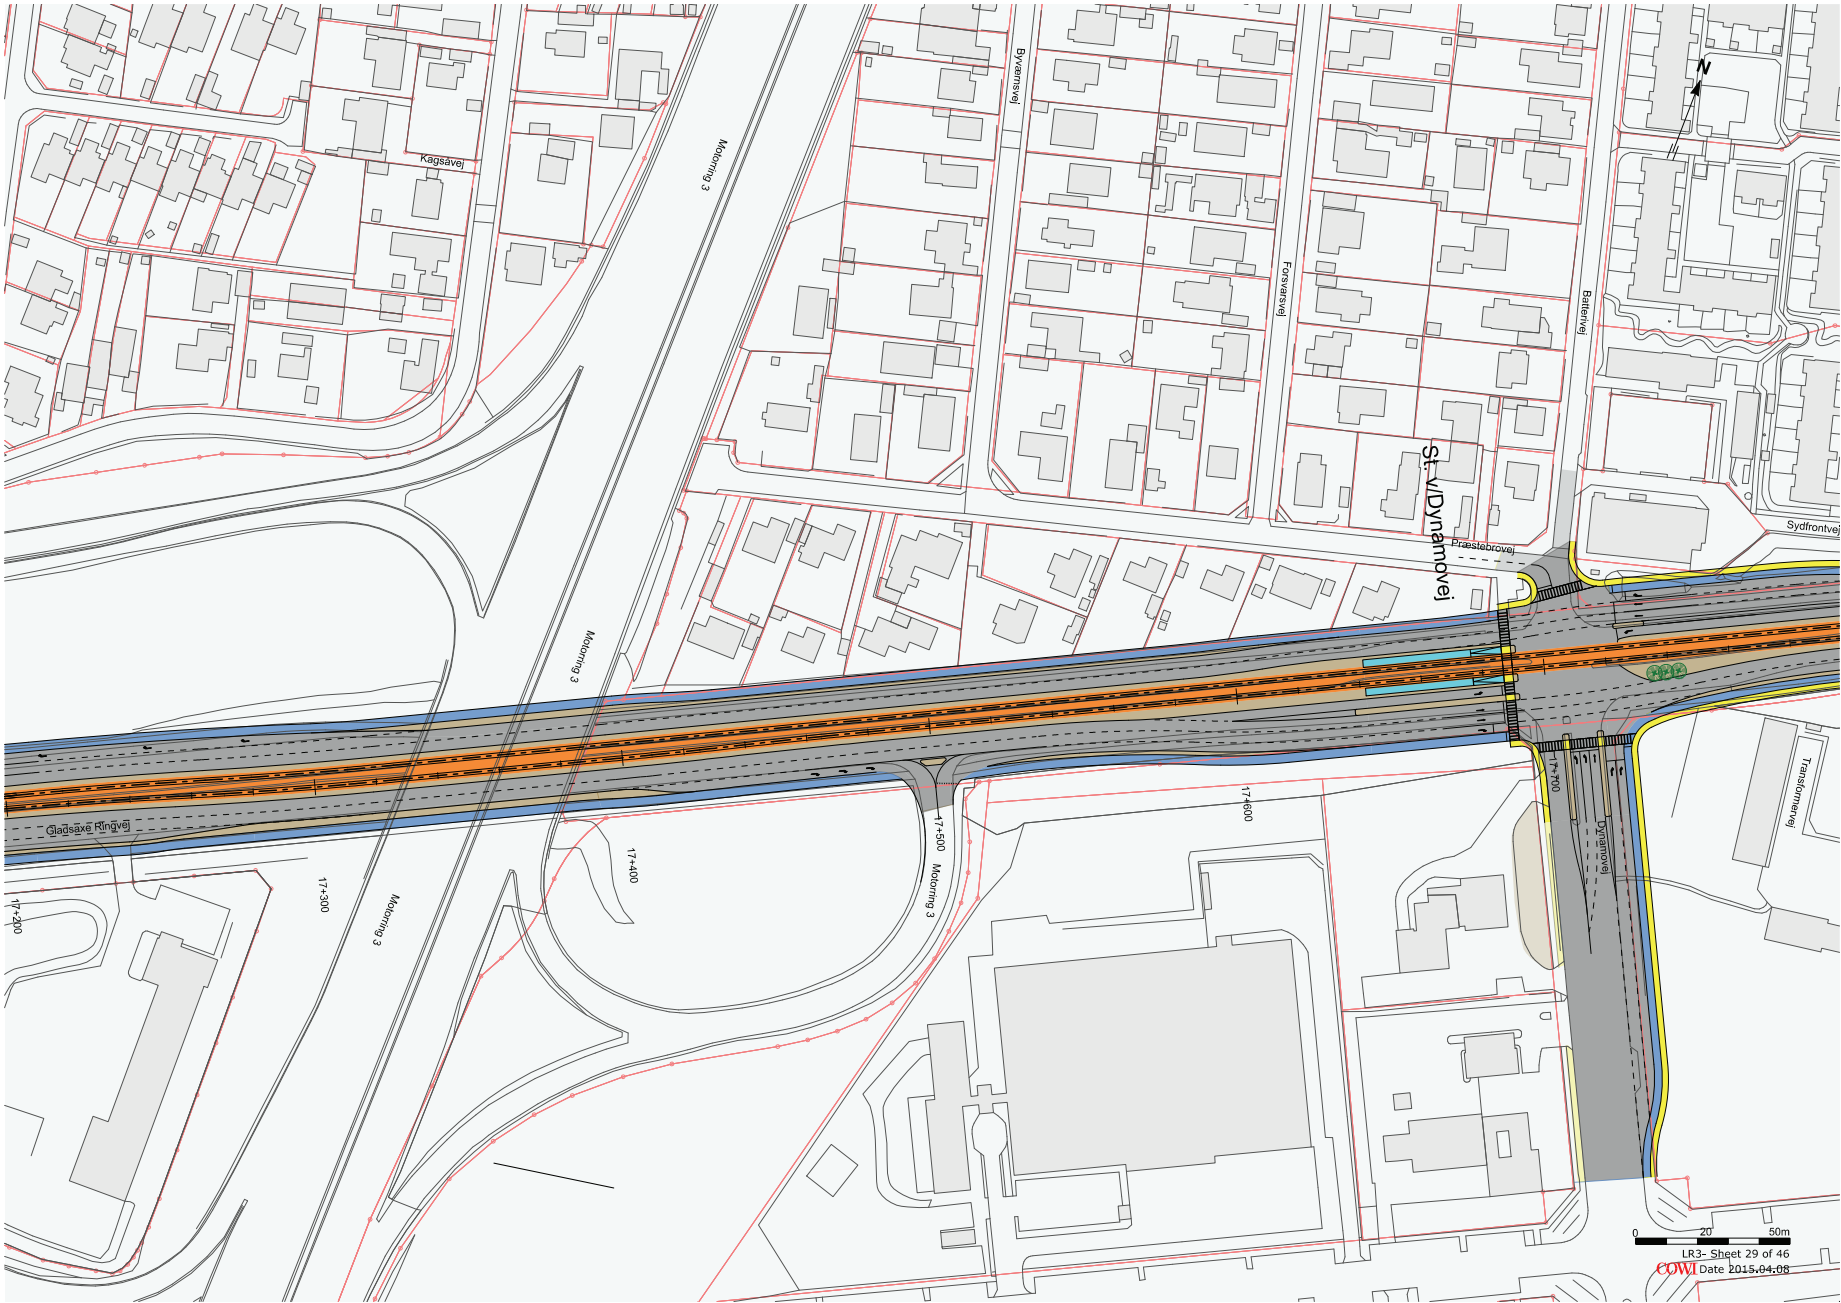 Byværnsvej
N
Motorring 3
Kagsåvej
Forsvarsvej
Batterivej
St. v/Dynamovej
Sydfrontvej
Præstebrovej
Motorring 3
Gladsaxe Ringvej
17+200
17+300
Motorring 3
17+400
17+500
Motorring 3
17+600
17+700
Dynamovej
Transformervej
0 20 50m
LR3- Sheet 29 of 46
COWI Date 2015.04.08